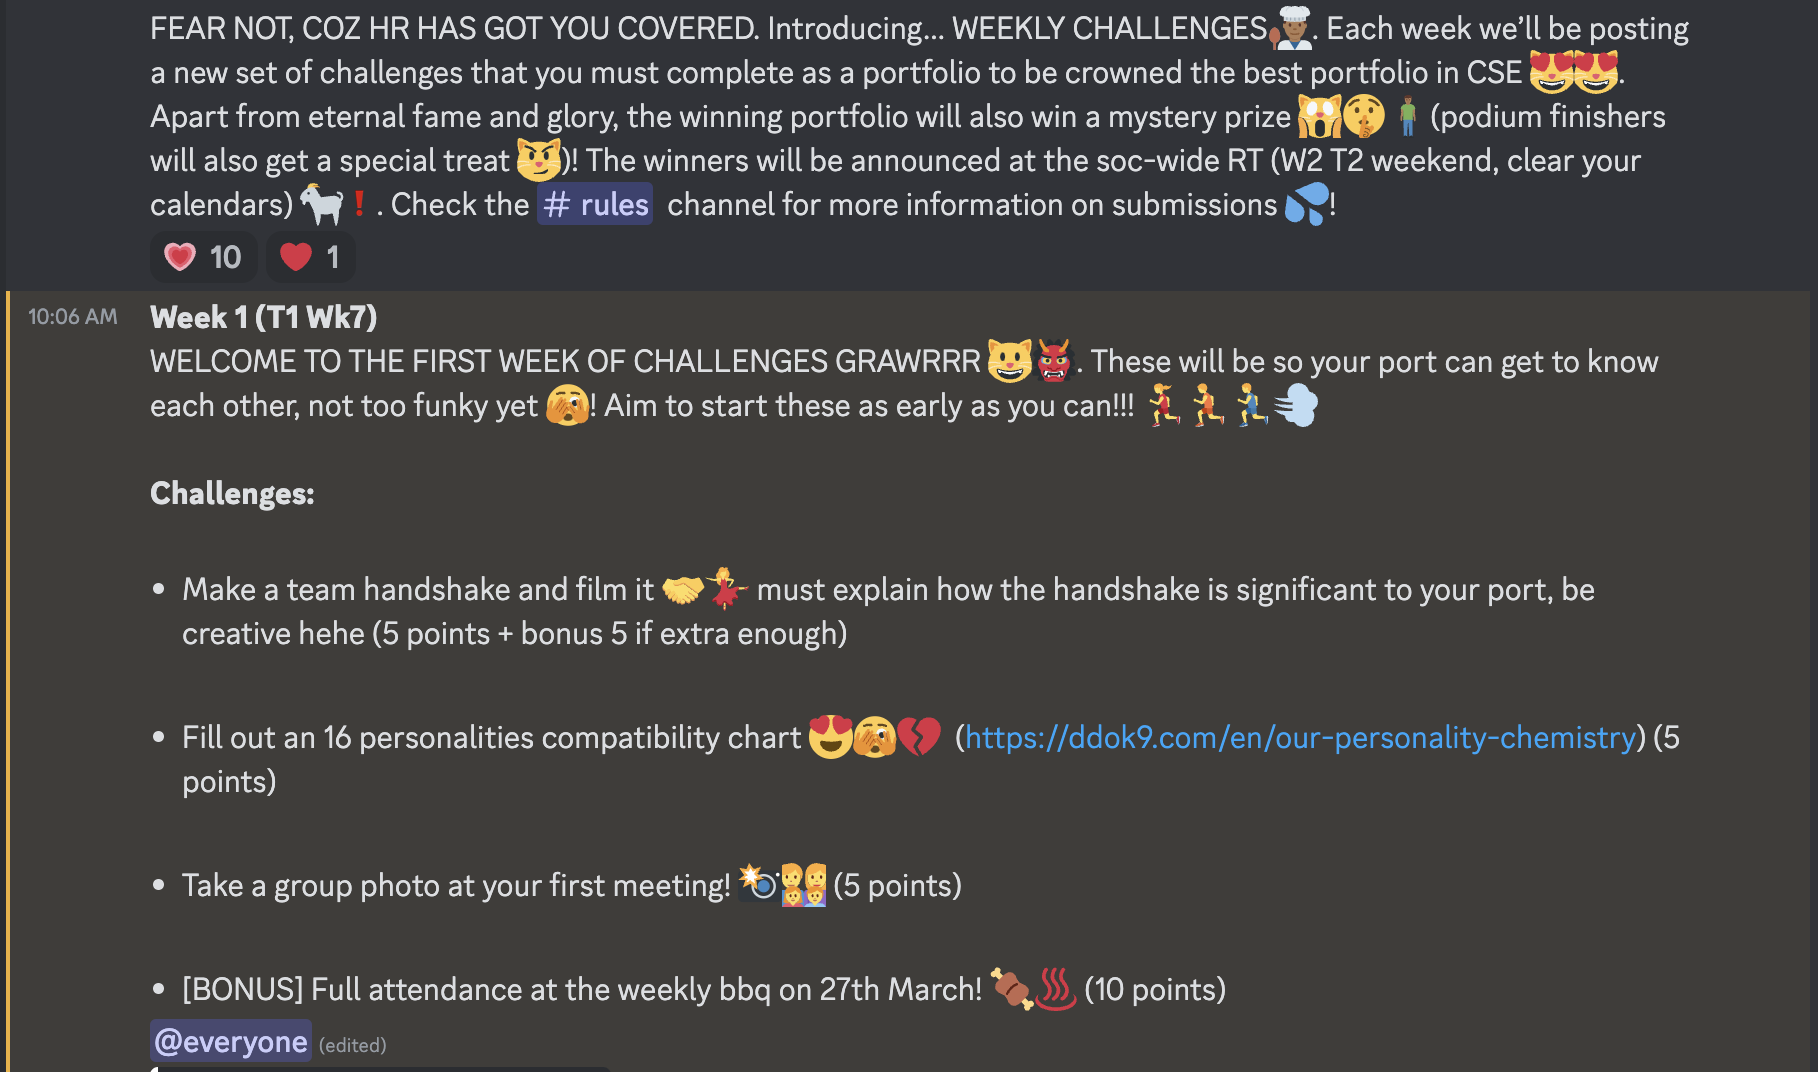 FEAR NOT, COZ HR HAS GOT YOU COVERED. Introducing... WEEKLY CHALLENGES👨🏾‍🍳. Each week we'll be posting
a new set of challenges that you must complete as a portfolio to be crowned the best portfolio in CSE 😻😻.
Apart from eternal fame and glory, the winning portfolio will also win a mystery prize🙀🤫🧍🏾‍♂️ (podium finishers
will also get a special treat 😼)! The winners will be announced at the soc-wide RT (W2 T2 weekend, clear your
calendars) 🐐❗. Check the # rules channel for more information on submissions 💦!
💗 10 ❤️ 1
10:06 AM Week 1 (T1 Wk7)
WELCOME TO THE FIRST WEEK OF CHALLENGES GRAWRRR😺👹. These will be so your port can get to know
each other, not too funky yet 🫣! Aim to start these as early as you can!!! 🏃‍♀️🏃🏃‍♂️💨
Challenges:
• Make a team handshake and film it 🤝💃 must explain how the handshake is significant to your port, be
creative hehe (5 points + bonus 5 if extra enough)
• Fill out an 16 personalities compatibility chart 😍🫣💔 (https://ddok9.com/en/our-personality-chemistry) (5
points)
• Take a group photo at your first meeting! 📸👩‍👩‍👧‍👦 (5 points)
• [BONUS] Full attendance at the weekly bbq on 27th March! 🍖♨️ (10 points)
@everyone (edited)